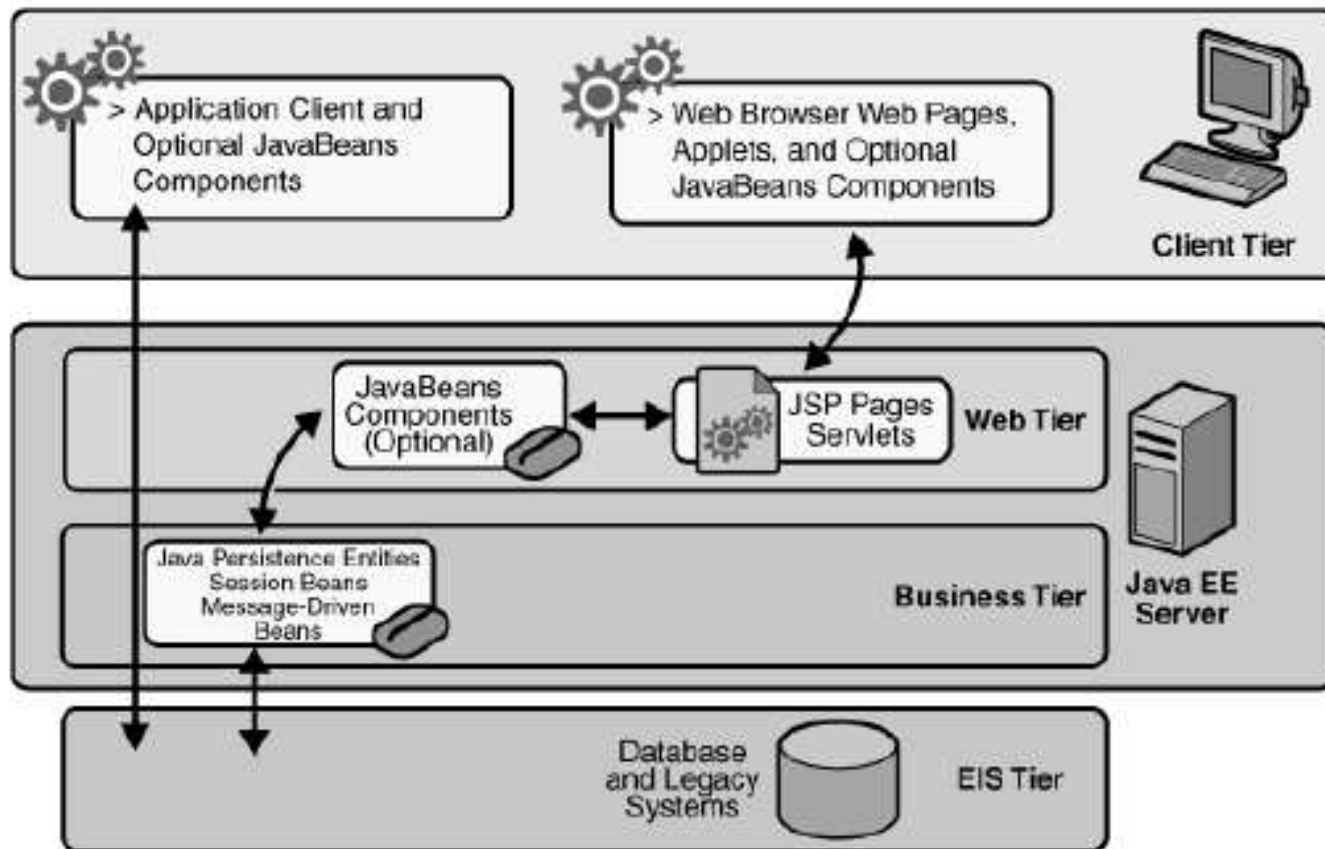 > Application Client and
Optional JavaBeans
Components
> Web Browser Web Pages,
Applets, and Optional
JavaBeans Components
Client Tier
JavaBeans
Components
(Optional)
JSP Pages
Servlets
Web Tier
Java Persistence Entities
Session Beans
Message-Driven
Beans
Business Tier
Java EE
Server
Database
and Legacy
Systems
EIS Tier